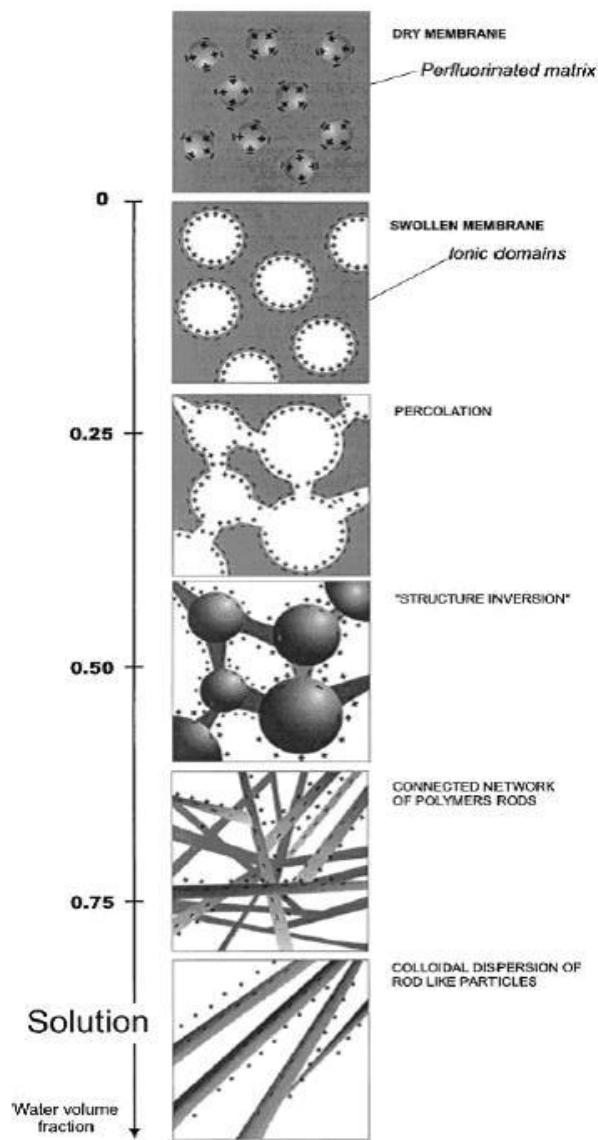 DRY MEMBRANE
Perfluorinated matrix
0
SWOLLEN MEMBRANE
Ionic domains
0.25
PERCOLATION
"STRUCTURE INVERSION"
0.50
CONNECTED NETWORK
OF POLYMERS RODS
0.75
COLLOIDAL DISPERSION OF
ROD LIKE PARTICLES
Solution
Water volume
fraction